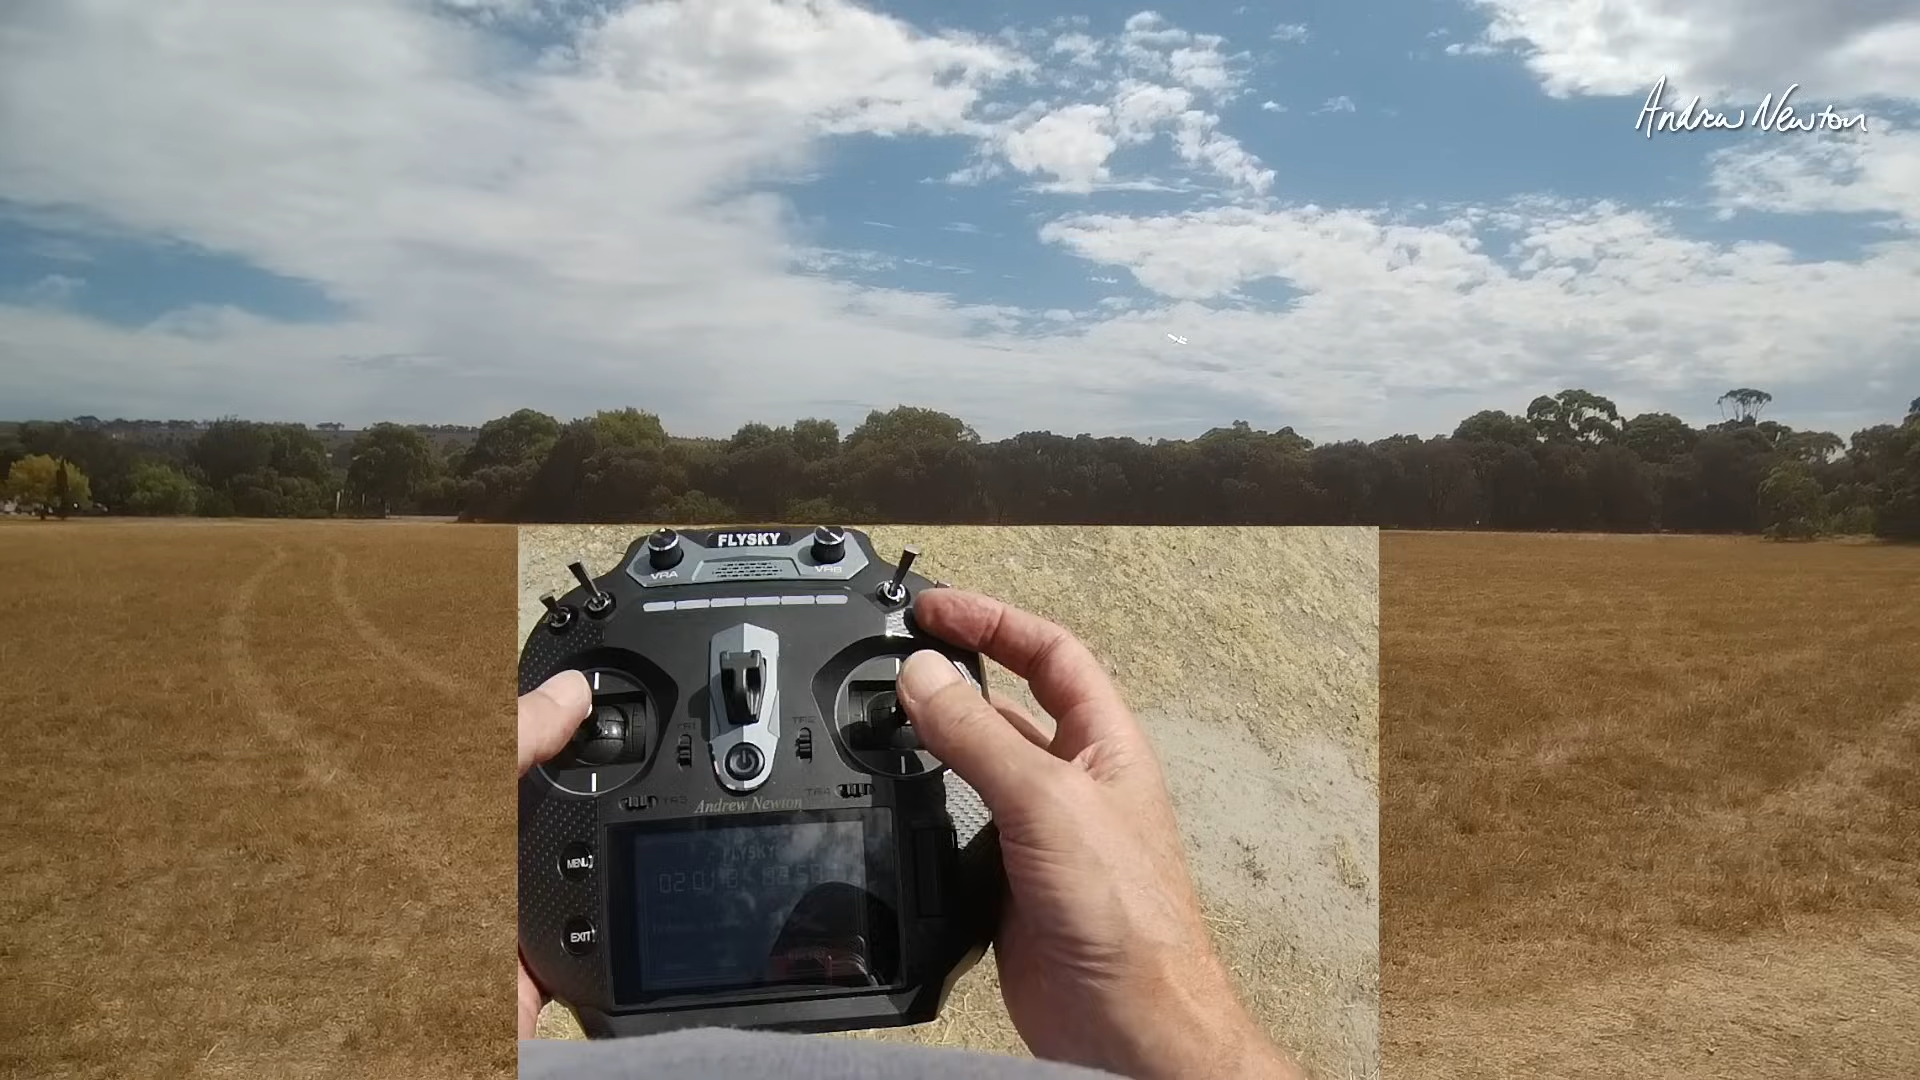 Andrew Newton
FLYSKY
VRA
VRB
TR1
TR2
TR3
TR4
Andrew Newton
MENU
FLYSKY
EXIT